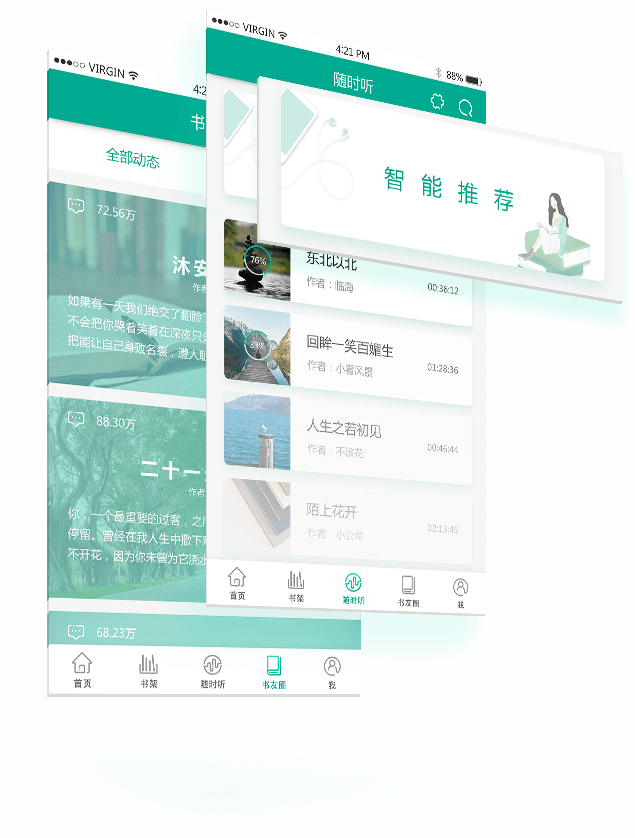 VIRGIN
4:2
书
全部动态
72.56万
沐安
作者
如果有一天我们绝交了翻脸了
不会把你哭着笑着在深夜只
把能让自己身败名裂，遭人
88.30万
二十一
作者
你，一个最重要的过客，之
停留。曾经在我人生中撒下
不开花，因为你未曾为它浇水
68.23万
首页
书架
随时听
书友圈
我
VIRGIN
4:21 PM
88%
随时听
智能推荐
76%
东北以北
作者：临海
00:36:12
33%
回眸一笑百媚生
作者：小着风景
01:28:36
人生之若初见
作者：不该花
00:46:44
陌上花开
作者：小公举
02:13:45
首页
书架
随时听
书友圈
我